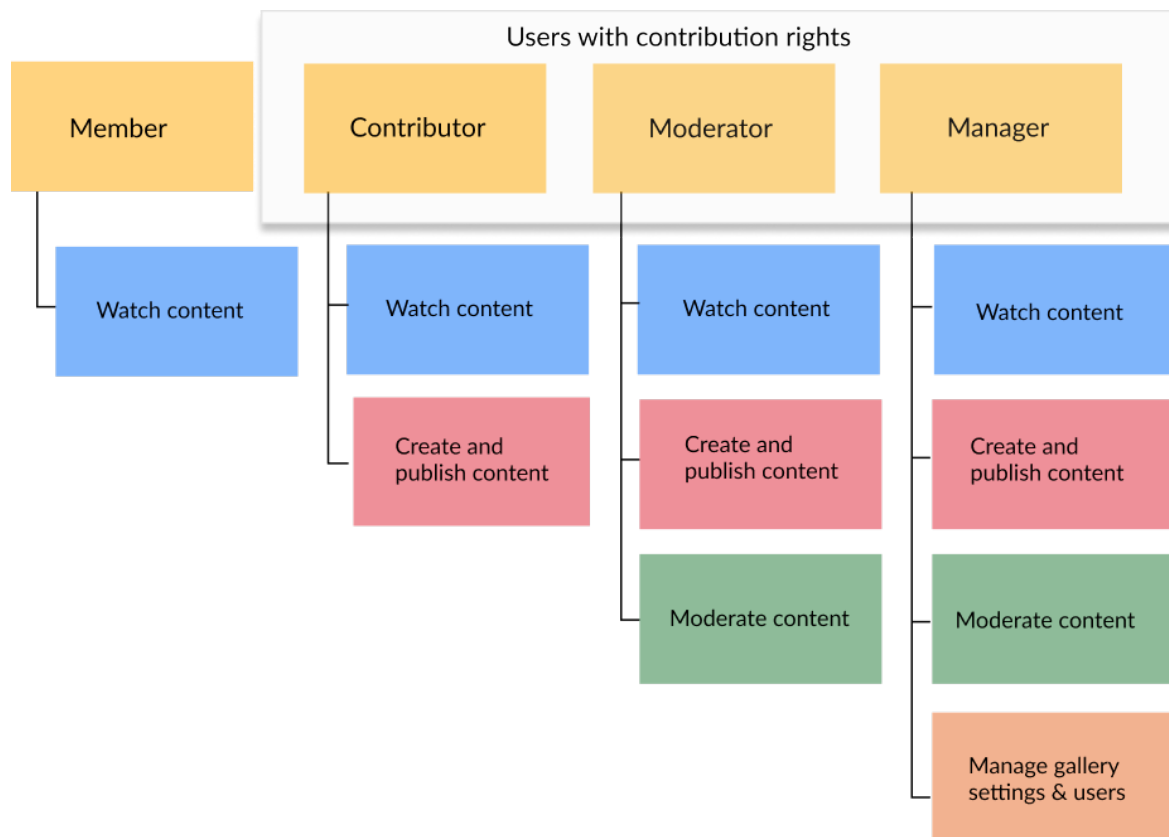 Users with contribution rights
Member
Contributor
Moderator
Manager
Watch content
Watch content
Watch content
Watch content
Create and
publish content
Create and
publish content
Create and
publish content
Moderate content
Moderate content
Manage gallery
settings & users